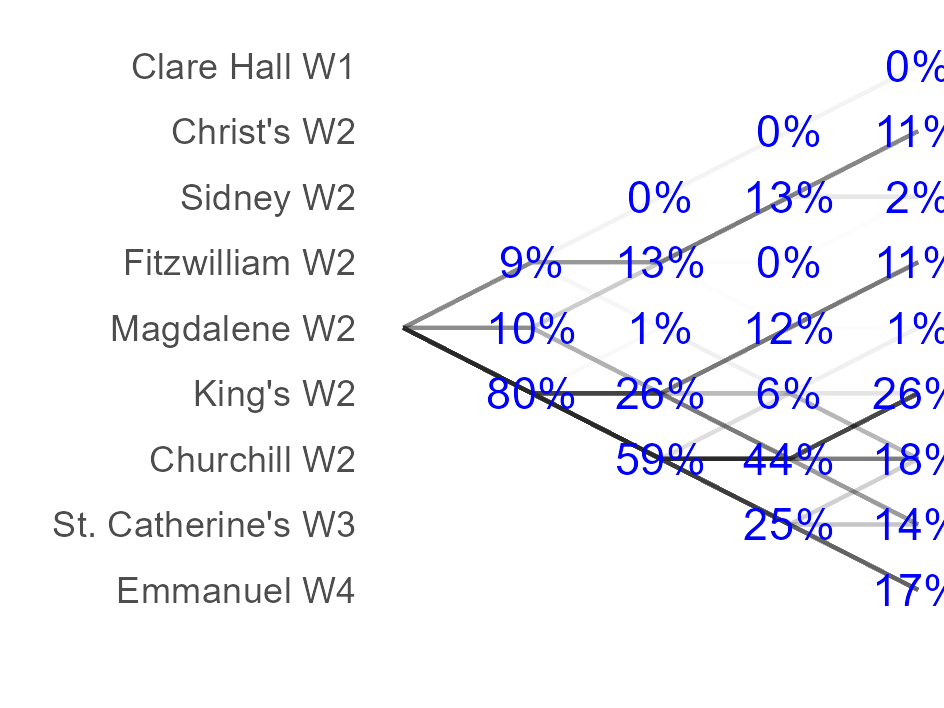 Clare Hall W1 0%
Christ's W2 0% 11%
Sidney W2 0% 13% 2%
Fitzwilliam W2 9% 13% 0% 11%
Magdalene W2 10% 1% 12% 1%
King's W2 80% 26% 6% 26%
Churchill W2 59% 44% 18%
St. Catherine's W3 25% 14%
Emmanuel W4 17%